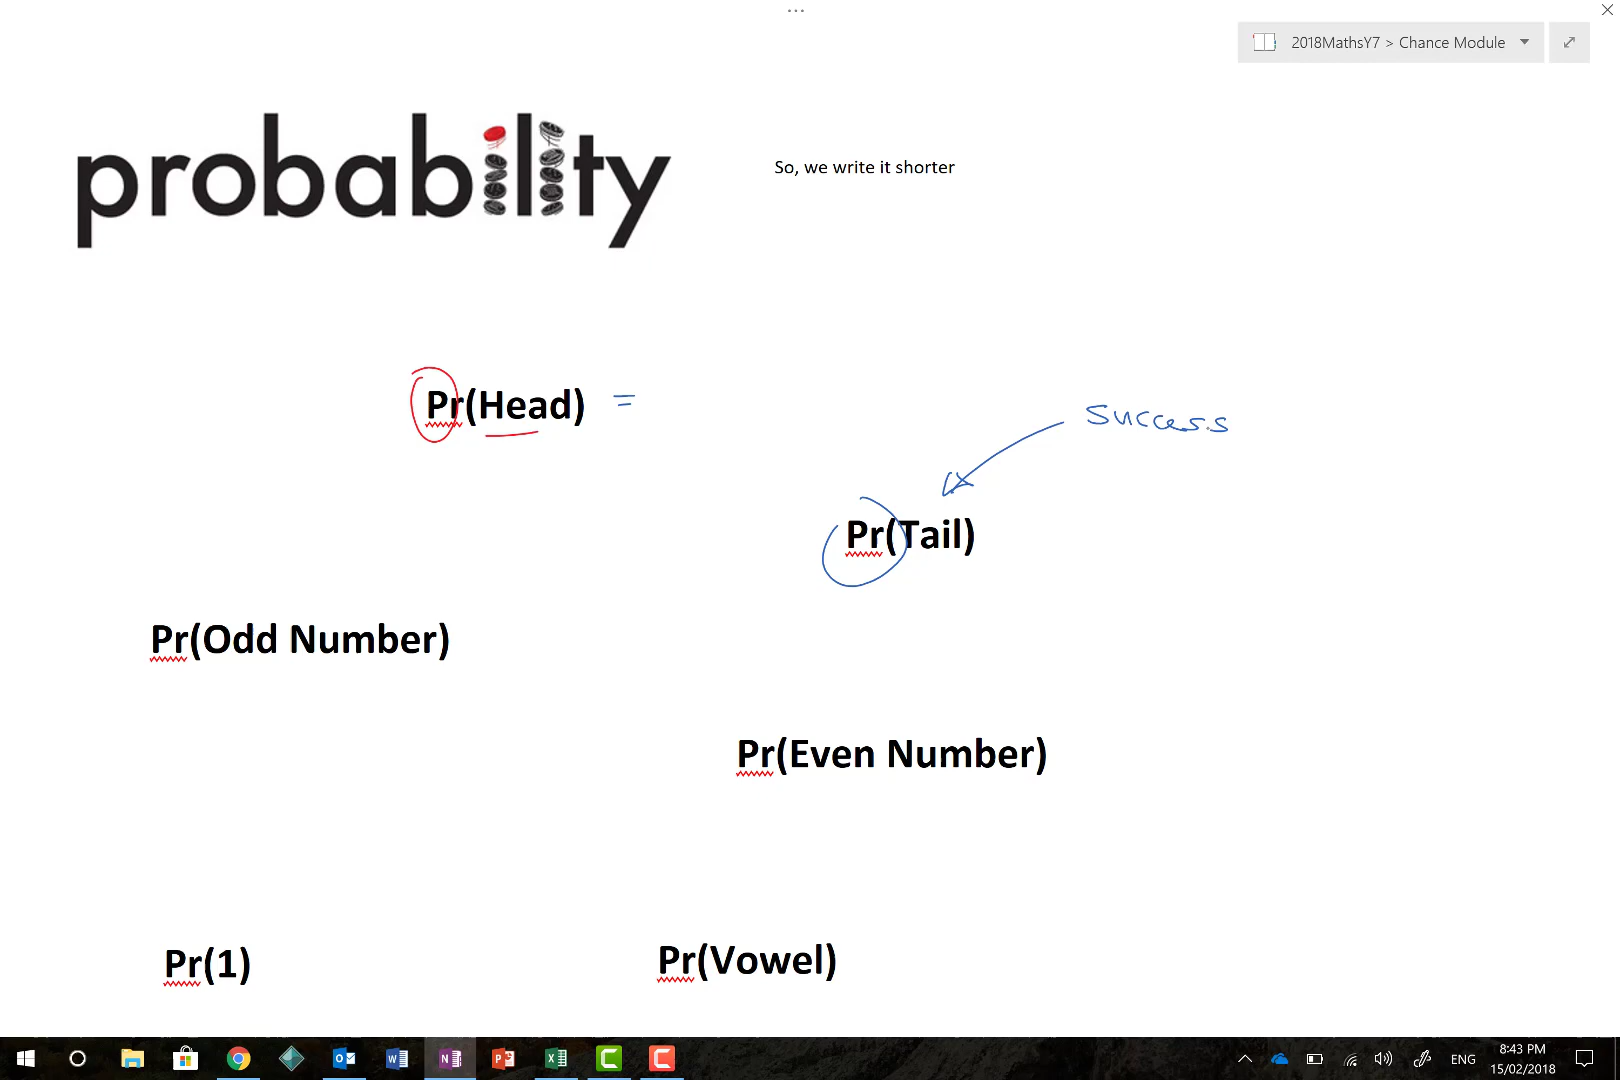 2018MathsY7 > Chance Module
probability
So, we write it shorter
Pr(Head) =
Success
Pr(Tail)
Pr(Odd Number)
Pr(Even Number)
Pr(1)
Pr(Vowel)
ENG
8:43 PM
15/02/2018